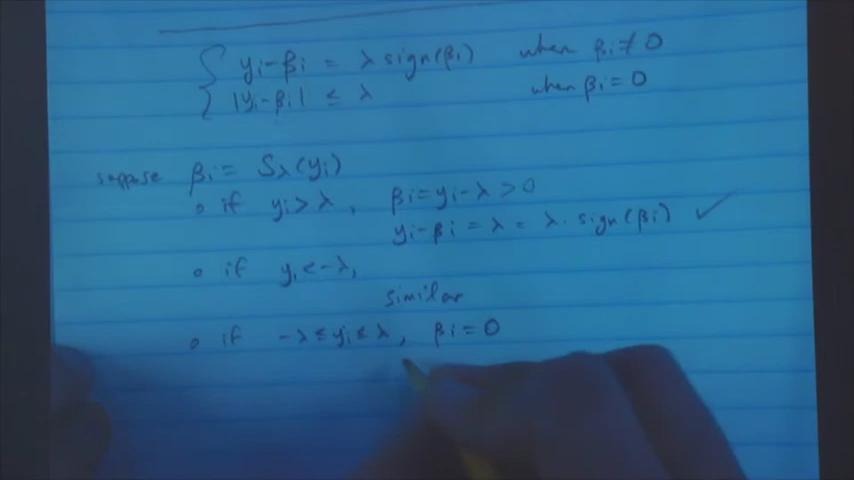 { yi-βi = λ sign(βi) when βi≠0
|yi-βi| ≤ λ when βi=0
suppose βi = Sλ(yi)
∘ if yi>λ, βi=yi-λ>0
yi-βi=λ=λ·sign(βi) ✓
∘ if yi<-λ,
similar
∘ if -λ≤yi≤λ, βi=0